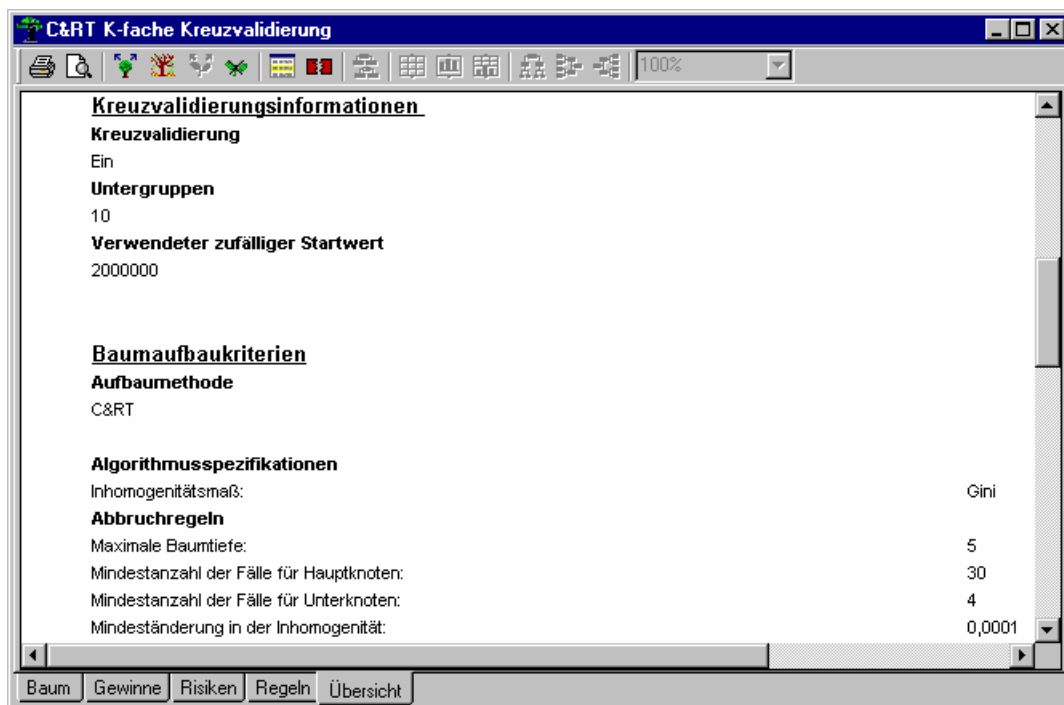 C&RT K-fache Kreuzvalidierung
100%
Kreuzvalidierungsinformationen
Kreuzvalidierung
Ein
Untergruppen
10
Verwendeter zufälliger Startwert
2000000
Baumaufbaukriterien
Aufbaumethode
C&RT
Algorithmusspezifikationen
Inhomogenitätsmaß: Gini
Abbruchregeln
Maximale Baumtiefe: 5
Mindestanzahl der Fälle für Hauptknoten: 30
Mindestanzahl der Fälle für Unterknoten: 4
Mindeständerung in der Inhomogenität: 0,0001
Baum Gewinne Risiken Regeln Übersicht